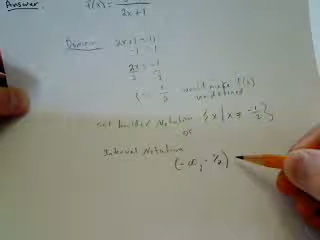 Answer
f(x) =
2x+1
Domain 2x+1 =
-1 -1
2x = -1
2 2
would make f(x)
undefined
set builder Notation { x | x ≠ -1/2 }
or
Interval Notation
(-∞, -1/2)